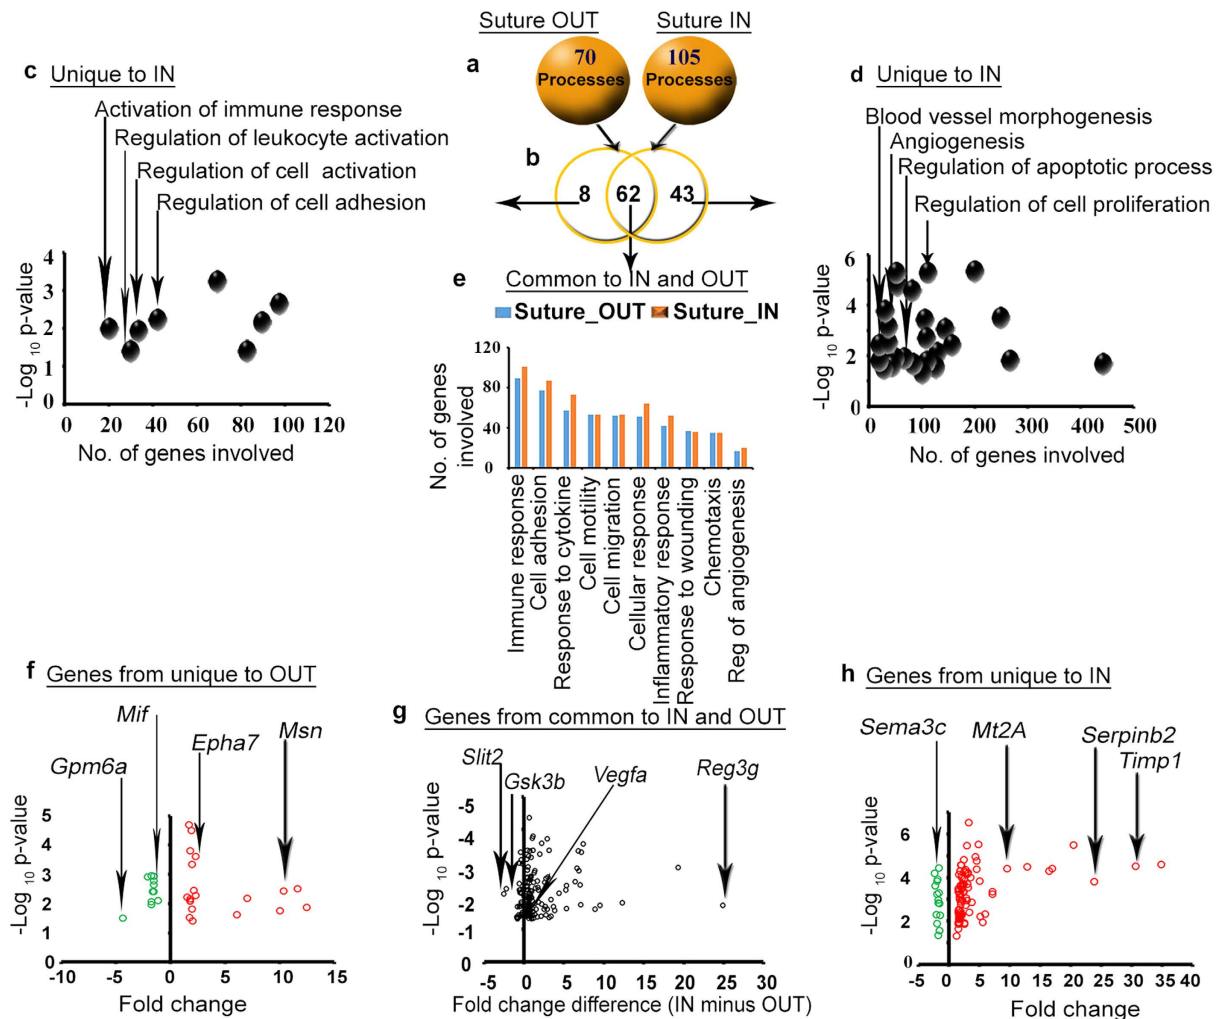 Suture OUT
Suture IN
a
70
Processes
105
Processes
b
8
62
43
c
Unique to IN
Activation of immune response
Regulation of leukocyte activation
Regulation of cell activation
Regulation of cell adhesion
-Log 10 p-value
4
3
2
1
0
0 20 40 60 80 100 120
No. of genes involved
d
Unique to IN
Blood vessel morphogenesis
Angiogenesis
Regulation of apoptotic process
Regulation of cell proliferation
-Log 10 p-value
6
4
2
0
0 100 200 300 400 500
No. of genes involved
e
Common to IN and OUT
Suture_OUT Suture_IN
No. of genes
involved
120
80
40
0
Immune response
Cell adhesion
Response to cytokine
Cell motility
Cell migration
Cellular response
Inflammatory response
Response to wounding
Chemotaxis
Reg of angiogenesis
f
Genes from unique to OUT
Mif
Epha7
Msn
Gpm6a
-Log 10 p-value
5
4
3
2
1
0
-10 -5 0 5 10 15
Fold change
g
Genes from common to IN and OUT
Slit2
Gsk3b
Vegfa
Reg3g
-Log 10 p-value
-5
-4
-3
-2
-1
0
-5 0 5 10 15 20 25 30
Fold change difference (IN minus OUT)
h
Genes from unique to IN
Sema3c
Mt2A
Serpinb2
Timp1
-Log 10 p-value
6
4
2
0
-5 0 5 10 15 20 25 30 35 40
Fold change